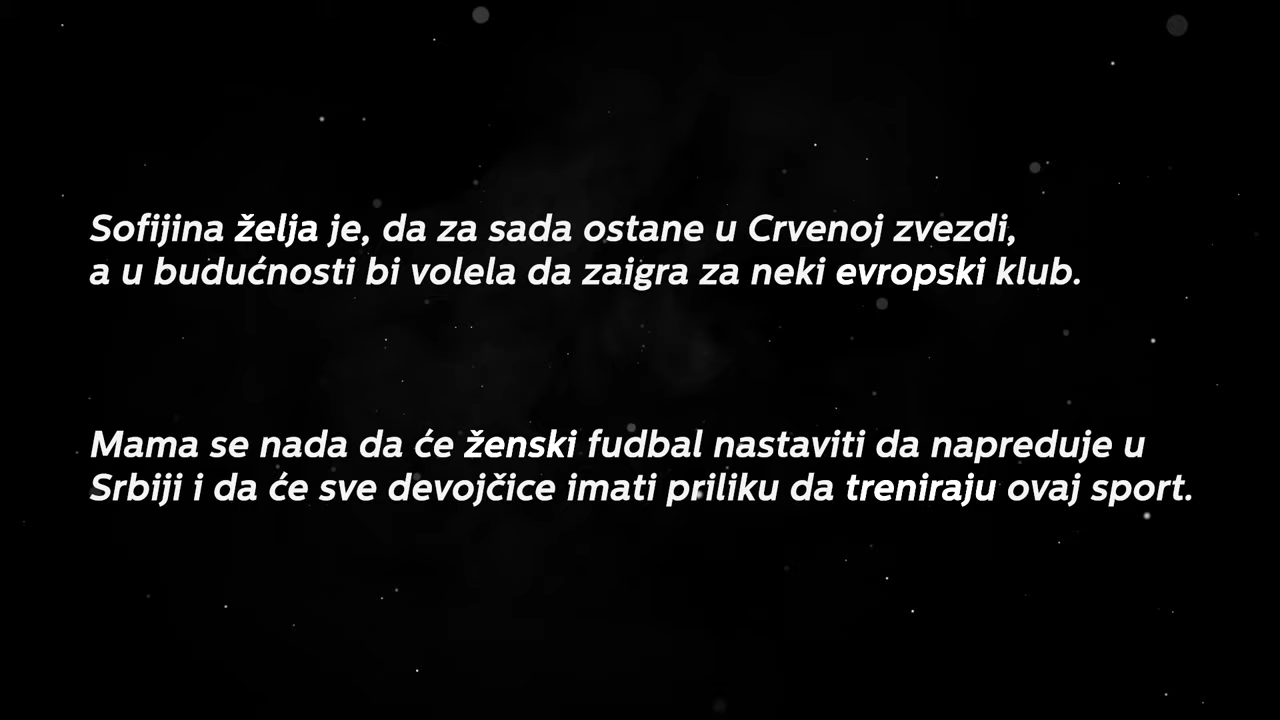 Sofijina želja je, da za sada ostane u Crvenoj zvezdi,
a u budućnosti bi volela da zaigra za neki evropski klub.
Mama se nada da će ženski fudbal nastaviti da napreduje u
Srbiji i da će sve devojčice imati priliku da treniraju ovaj sport.